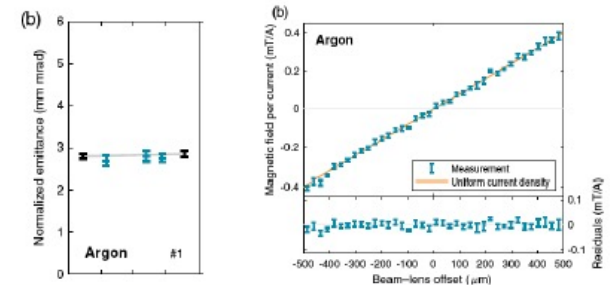 (b)
6
5
4
3
2
1
0
Normalized emittance (mm mrad)
Argon
#1
(b)
Argon
0.4
0.2
0
-0.2
-0.4
Magnetic field per current (mT/A)
Measurement
Uniform current density
0.1
0
-0.1
Residuals (mT/A)
-500 -400 -300 -200 -100 0 100 200 300 400 500
Beam–lens offset (μm)